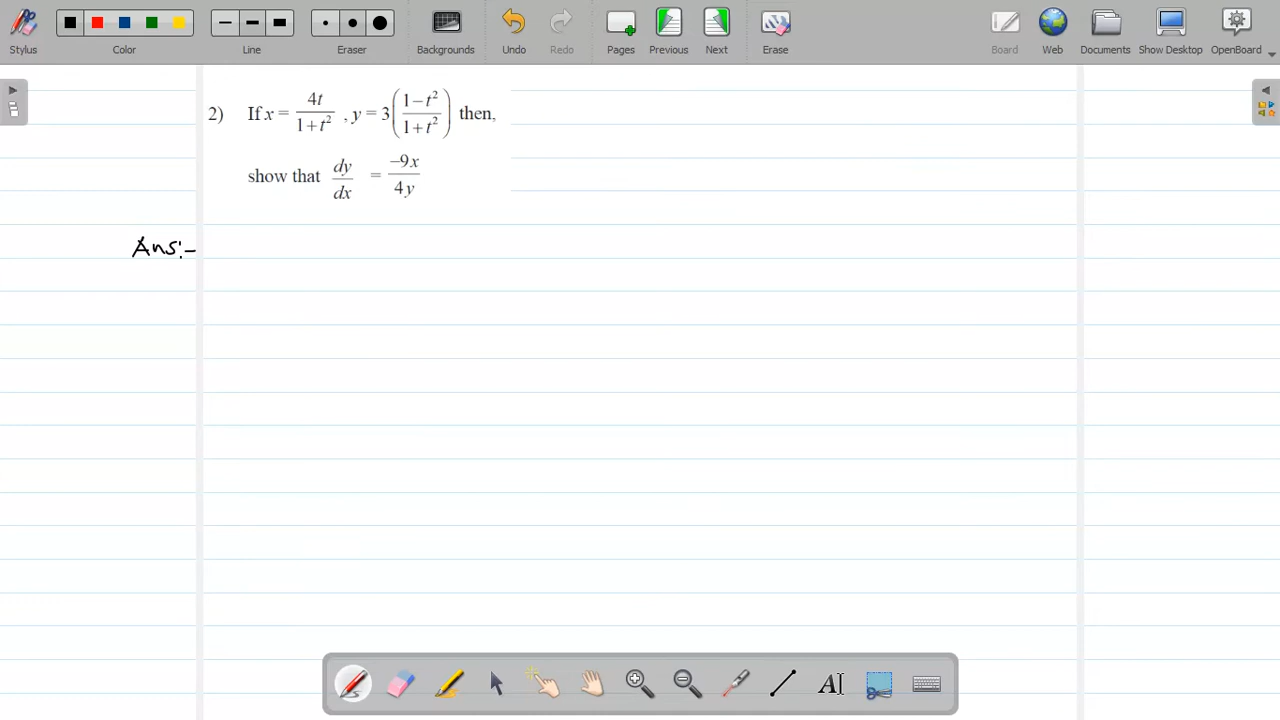 Stylus Color Line Eraser Backgrounds Undo Redo Pages Previous Next Erase Board Web Documents Show Desktop OpenBoard
2) If x = 4t/(1+t²) , y = 3((1−t²)/(1+t²)) then,
show that dy/dx = −9x/4y
Ans:-